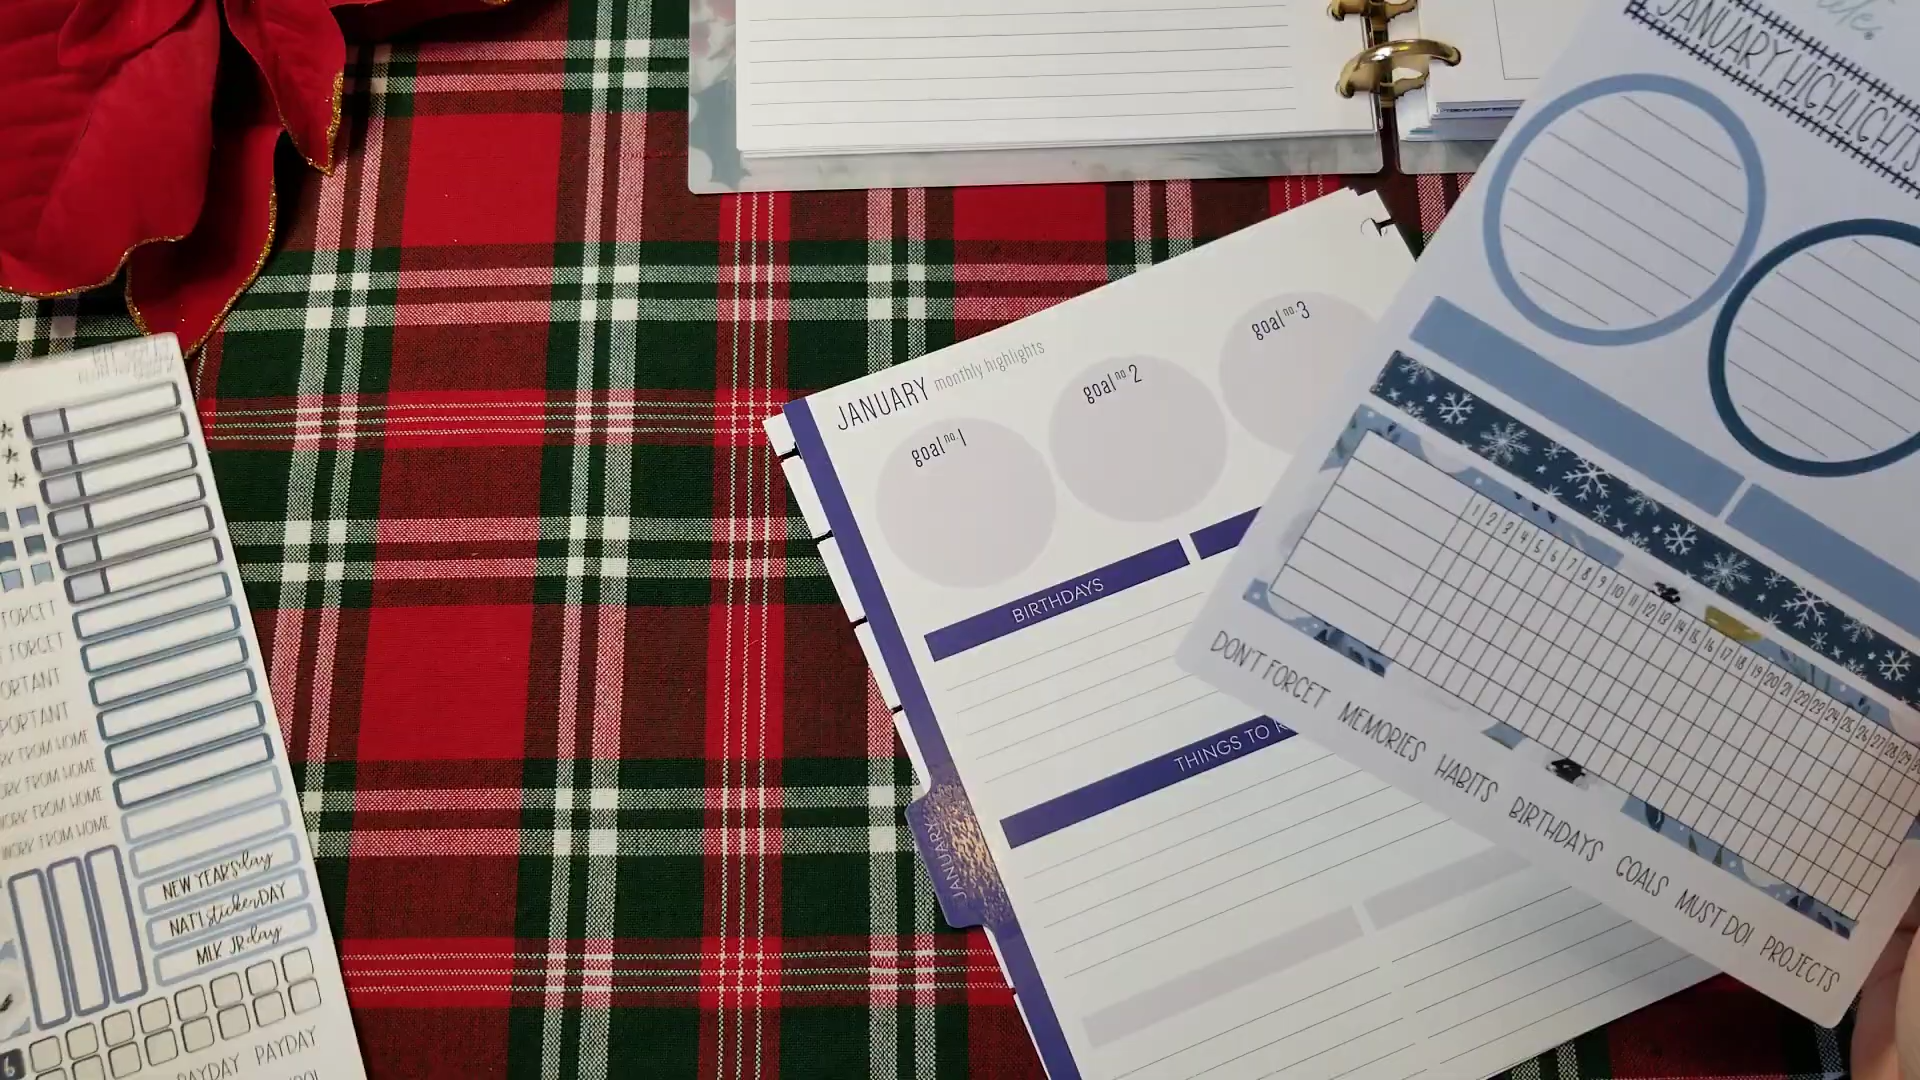 JANUARY HIGHLIGHTS
1 2 3 4 5 6 7 8 9 10 11 12 13 14 15 16 17 18 19 20 21 22 23 24 25 26 27 28 29
DON'T FORGET MEMORIES HABITS BIRTHDAYS GOALS MUST DO! PROJECTS
JANUARY monthly highlights
goal no. 1
goal no. 2
goal no. 3
BIRTHDAYS
THINGS TO
JANUARY
FORGET
FORGET
ORTANT
PORTANT
RK FROM HOME
ORK FROM HOME
WORK FROM HOME
WORK FROM HOME
NEW YEAR'S day
NAT'l sticker DAY
MLK JR day
6
PAYDAY PAYDAY